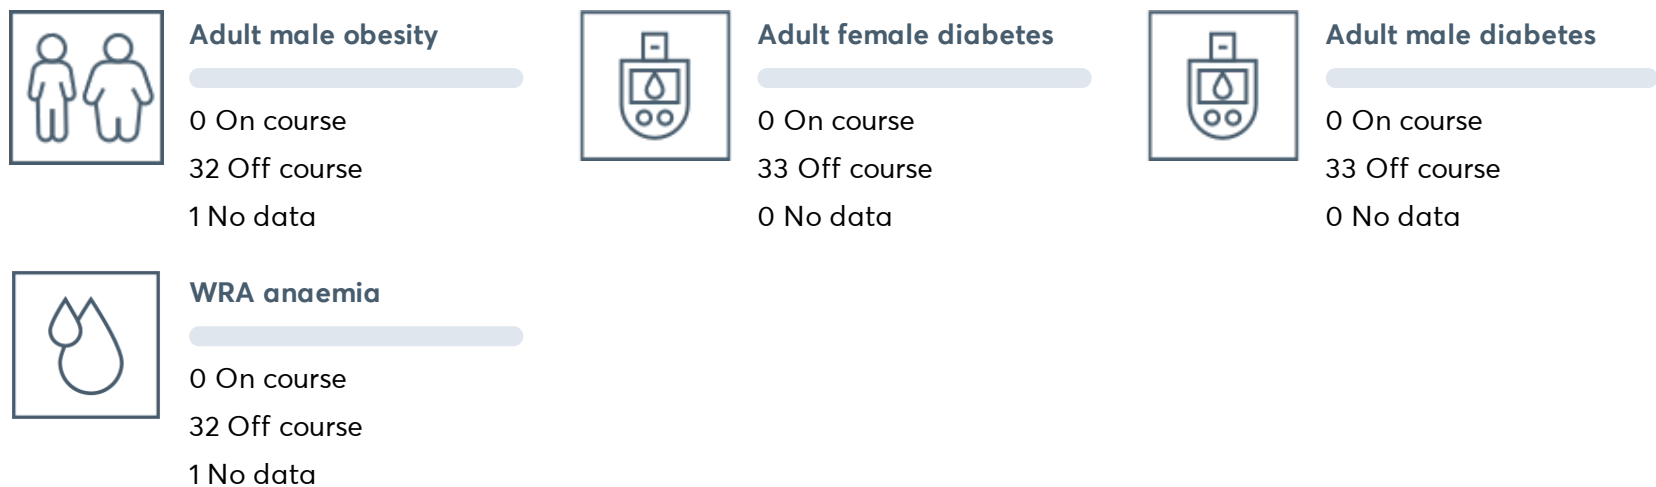 Adult male obesity
0 On course
32 Off course
1 No data
Adult female diabetes
0 On course
33 Off course
0 No data
Adult male diabetes
0 On course
33 Off course
0 No data
WRA anaemia
0 On course
32 Off course
1 No data